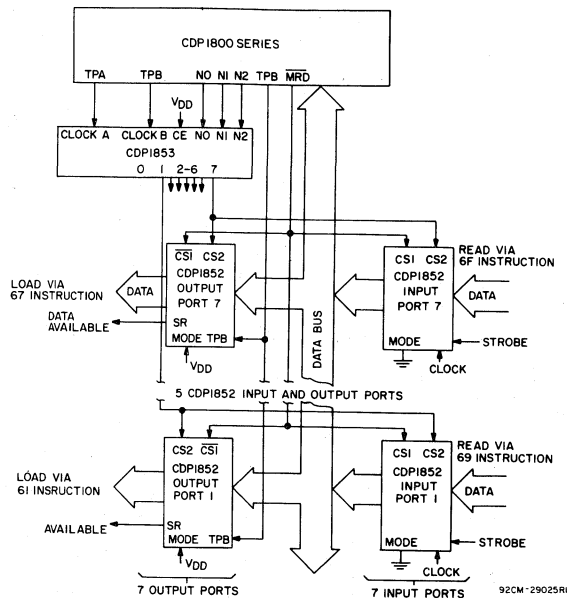 CDP1800 SERIES
TPA TPB N0 N1 N2 TPB MRD
VDD
CLOCK A CLOCK B CE N0 N1 N2
CDP1853
0 1 2-6 7
CS1 CS2
CDP1852
OUTPUT
PORT 7
SR
MODE TPB
VDD
LOAD VIA
67 INSTRUCTION
DATA
DATA
AVAILABLE
DATA BUS
CS1 CS2
CDP1852
INPUT
PORT 7
MODE
READ VIA
6F INSTRUCTION
DATA
STROBE
CLOCK
5 CDP1852 INPUT AND OUTPUT PORTS
CS2 CS1
CDP1852
OUTPUT
PORT 1
SR
MODE TPB
VDD
LOAD VIA
61 INSRUCTION
AVAILABLE
CS1 CS2
CDP1852
INPUT
PORT 1
MODE
READ VIA
69 INSTRUCTION
DATA
STROBE
CLOCK
7 OUTPUT PORTS
7 INPUT PORTS
92CM-29025RI